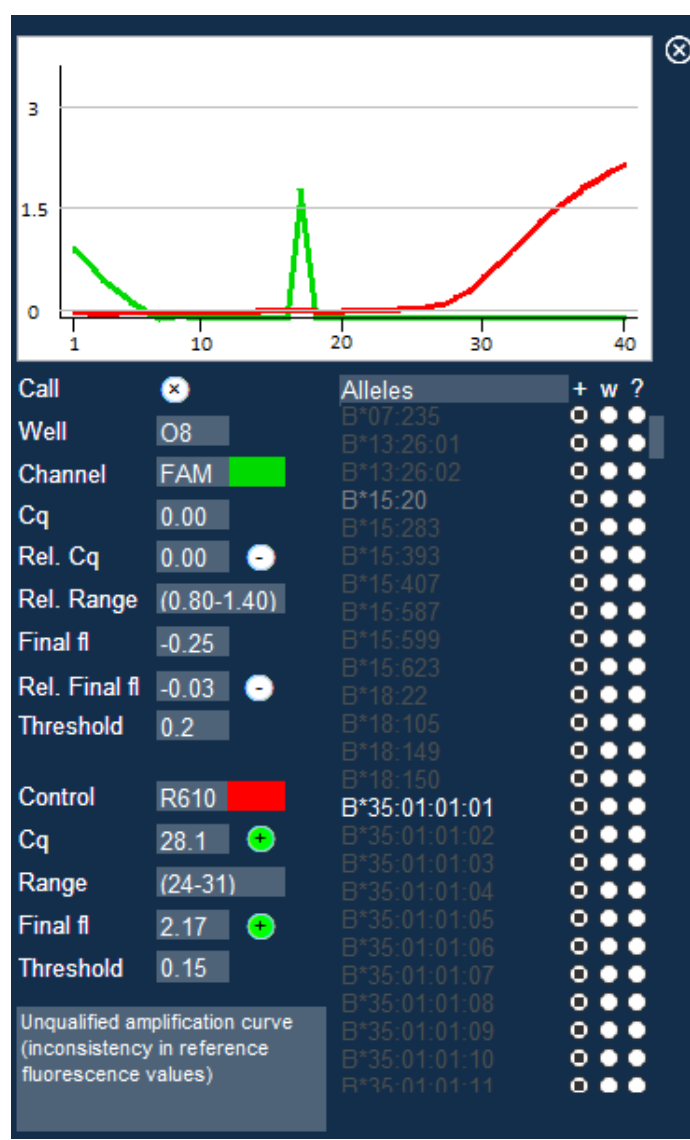 3
1.5
0
1 10 20 30 40
Call
Well O8
Channel FAM
Cq 0.00
Rel. Cq 0.00 -
Rel. Range (0.80-1.40)
Final fl -0.25
Rel. Final fl -0.03 -
Threshold 0.2
Control R610
Cq 28.1 +
Range (24-31)
Final fl 2.17 +
Threshold 0.15
Unqualified amplification curve
(inconsistency in reference
fluorescence values)
Alleles + w ?
B*07:235
B*13:26:01
B*13:26:02
B*15:20
B*15:283
B*15:393
B*15:407
B*15:587
B*15:599
B*15:623
B*18:22
B*18:105
B*18:149
B*18:150
B*35:01:01:01
B*35:01:01:02
B*35:01:01:03
B*35:01:01:04
B*35:01:01:05
B*35:01:01:06
B*35:01:01:07
B*35:01:01:08
B*35:01:01:09
B*35:01:01:10
B*35:01:01:11